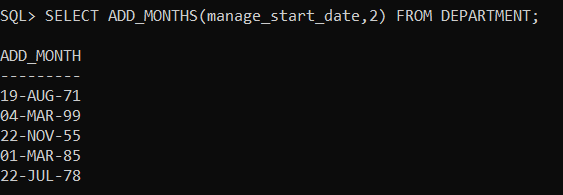 SQL> SELECT ADD_MONTHS(manage_start_date,2) FROM DEPARTMENT;
ADD_MONTH
---------
19-AUG-71
04-MAR-99
22-NOV-55
01-MAR-85
22-JUL-78